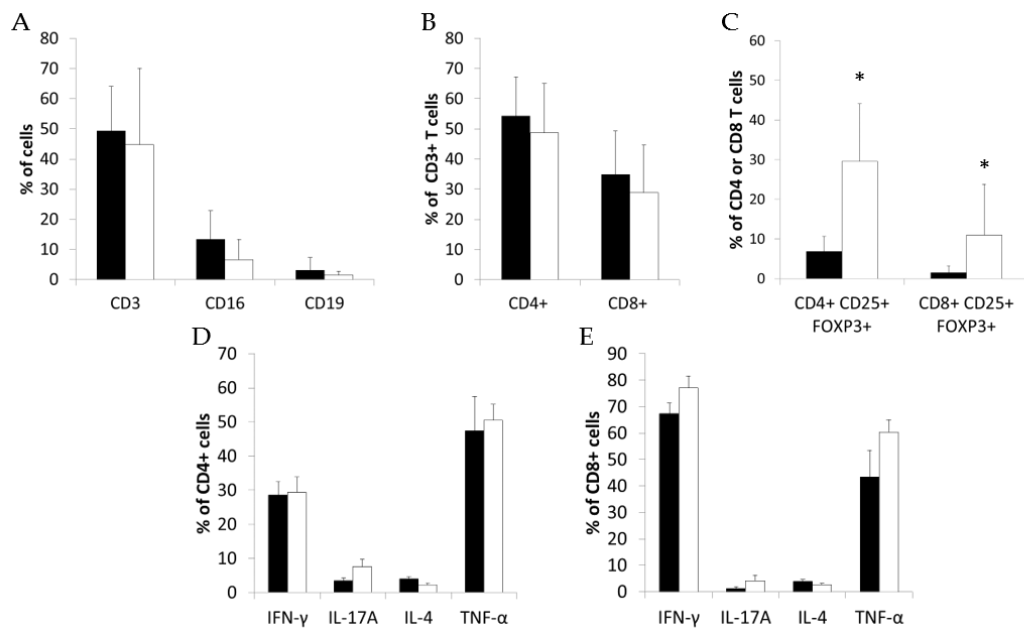 A
% of cells
80
70
60
50
40
30
20
10
0
CD3 CD16 CD19
B
% of CD3+ T cells
80
70
60
50
40
30
20
10
0
CD4+ CD8+
C
% of CD4 or CD8 T cells
60
50
40
30
20
10
0
*
*
CD4+ CD25+ CD8+ CD25+
FOXP3+ FOXP3+
D
% of CD4+ cells
70
60
50
40
30
20
10
0
IFN-γ IL-17A IL-4 TNF-α
E
% of CD8+ cells
90
80
70
60
50
40
30
20
10
0
IFN-γ IL-17A IL-4 TNF-α